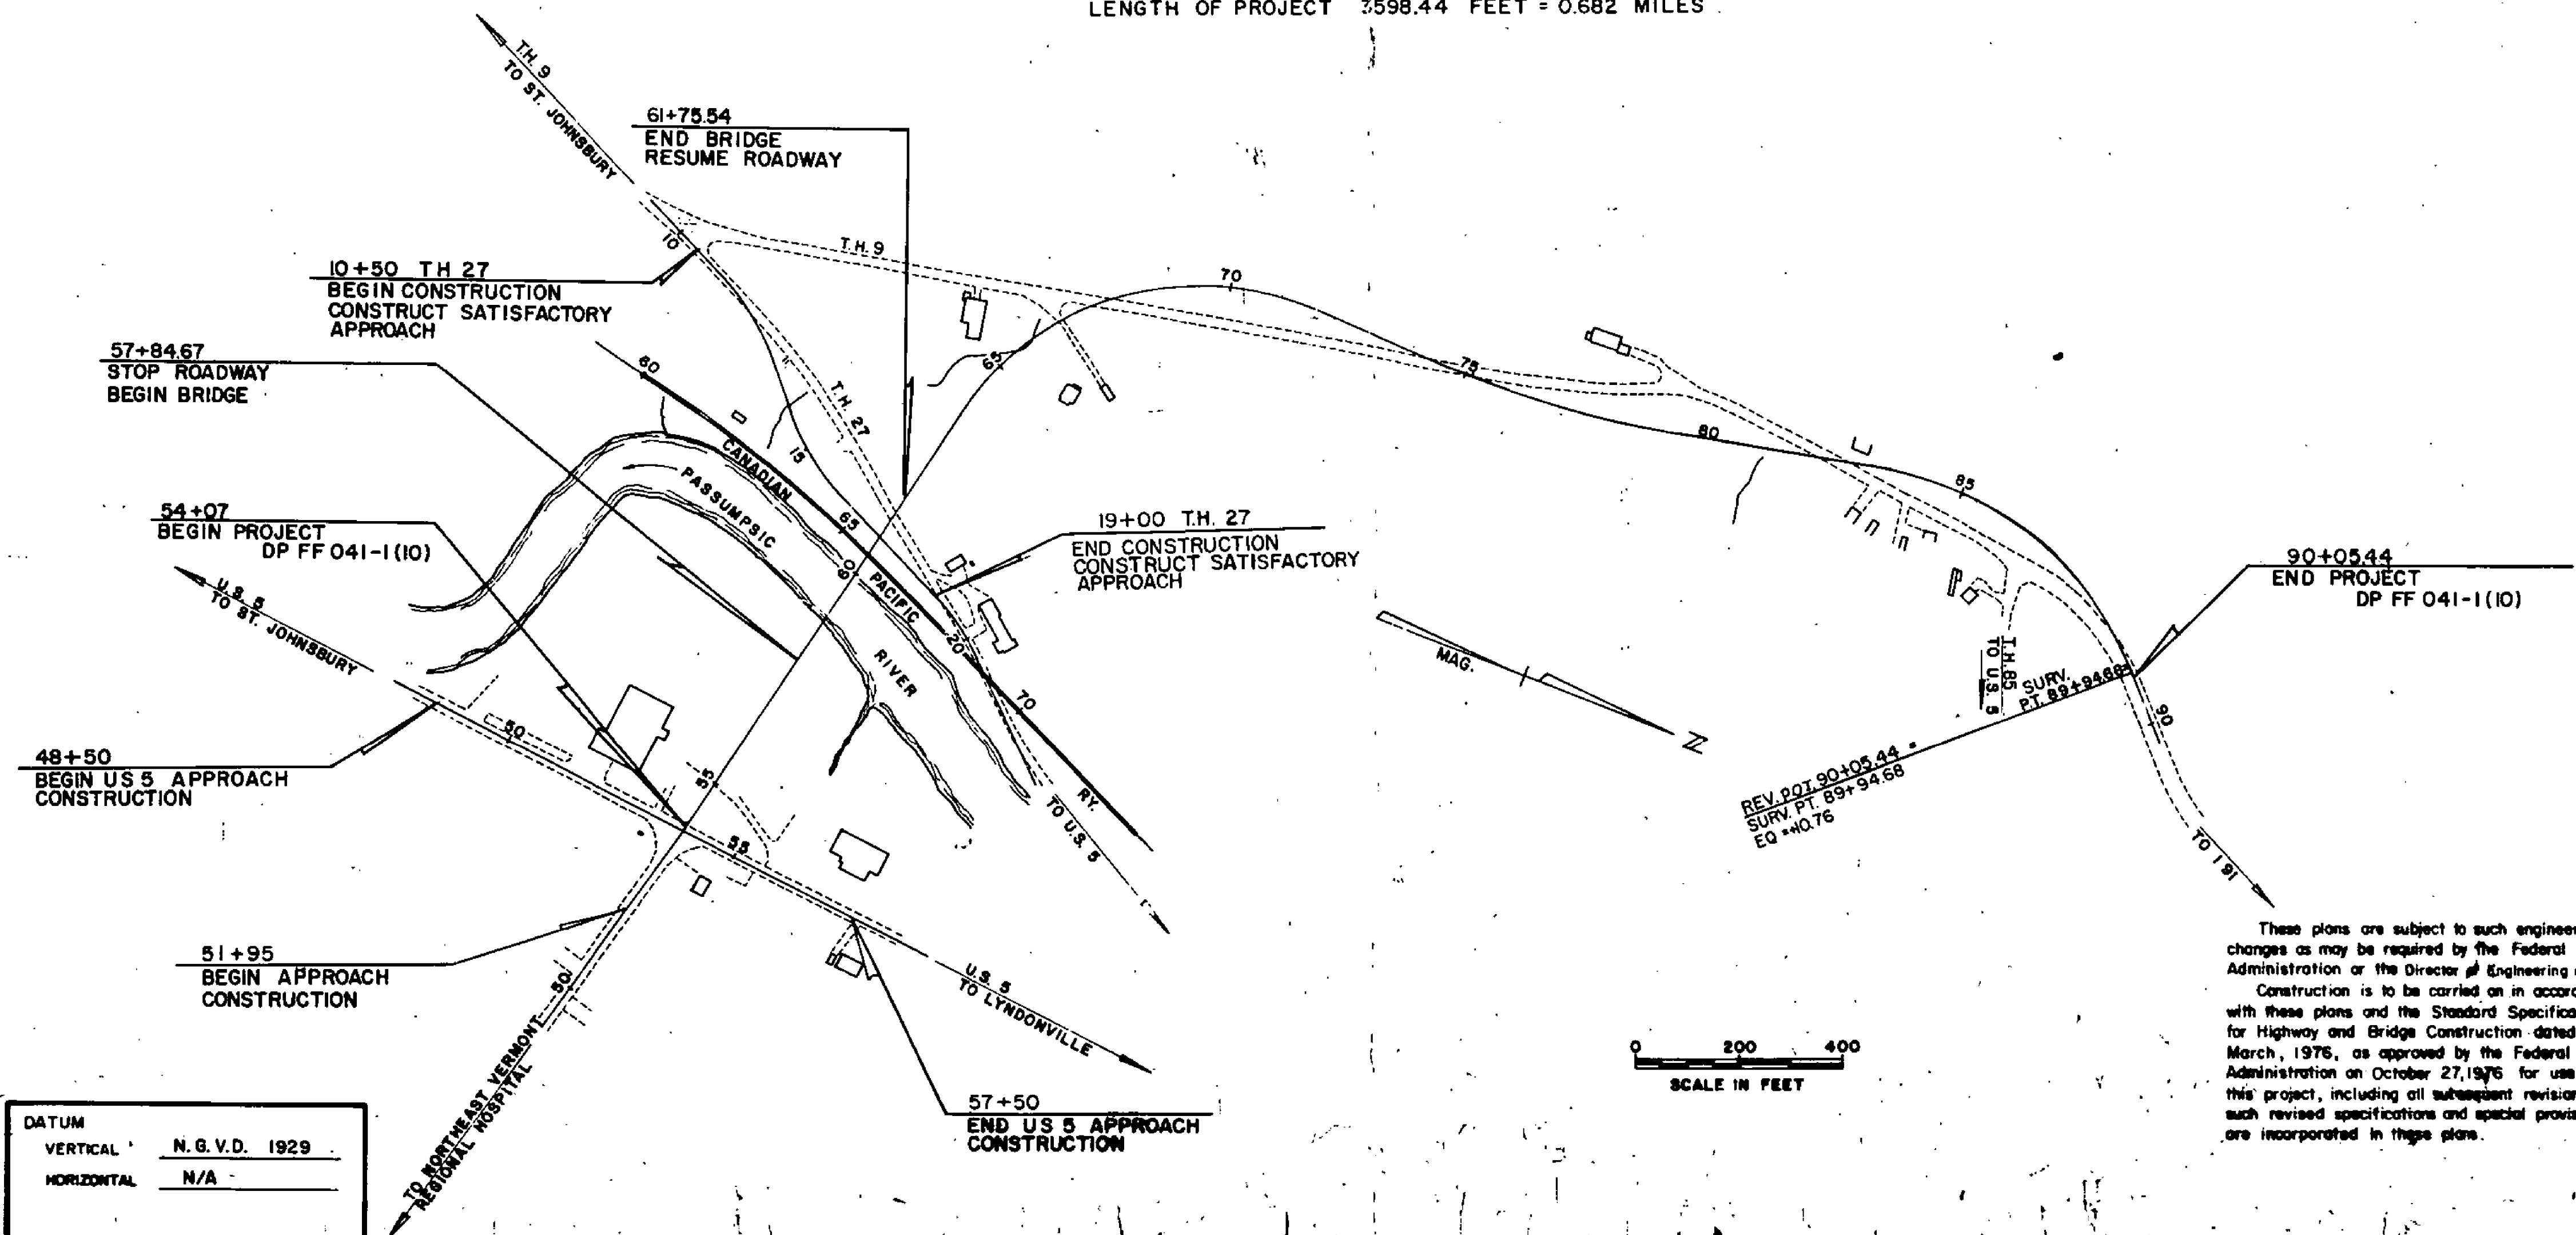 LENGTH OF PROJECT 3598.44 FEET = 0.682 MILES
T.H. 9
TO ST. JOHNSBURY
61+75.54
END BRIDGE
RESUME ROADWAY
10
T.H. 9
10+50 TH 27
BEGIN CONSTRUCTION
CONSTRUCT SATISFACTORY
APPROACH
70
57+84.67
STOP ROADWAY
BEGIN BRIDGE
60
65
75
T.H. 27
80
15
CANADIAN
PASSUMPSIC
85
65
60
PACIFIC
54+07
BEGIN PROJECT
DP FF 041-1(10)
19+00 T.H. 27
END CONSTRUCTION
CONSTRUCT SATISFACTORY
APPROACH
90+05.44
END PROJECT
DP FF 041-1(10)
U.S. 5
TO ST. JOHNSBURY
20
RIVER
70
MAG.
N
T.H. 85
TO U.S. 5
SURV.
P.T. 89+94.68
90
48+50
BEGIN US 5 APPROACH
CONSTRUCTION
50
55
RY.
TO U.S. 5
REV. POT. 90+05.44 =
SURV. PT. 89+94.68
EQ =+10.76
TO I 91
55
51+95
BEGIN APPROACH
CONSTRUCTION
50
U.S. 5
TO LYNDONVILLE
TO NORTHEAST VERMONT
REGIONAL HOSPITAL
57+50
END US 5 APPROACH
CONSTRUCTION
0 200 400
SCALE IN FEET
These plans are subject to such engineer
changes as may be required by the Federal
Administration or the Director of Engineering
Construction is to be carried on in accor
with these plans and the Standard Specifica
for Highway and Bridge Construction dated
March, 1976, as approved by the Federal
Administration on October 27, 1976 for use
this project, including all subsequent revision
such revised specifications and special provis
are incorporated in these plans.
DATUM
VERTICAL N.G.V.D. 1929
HORIZONTAL N/A